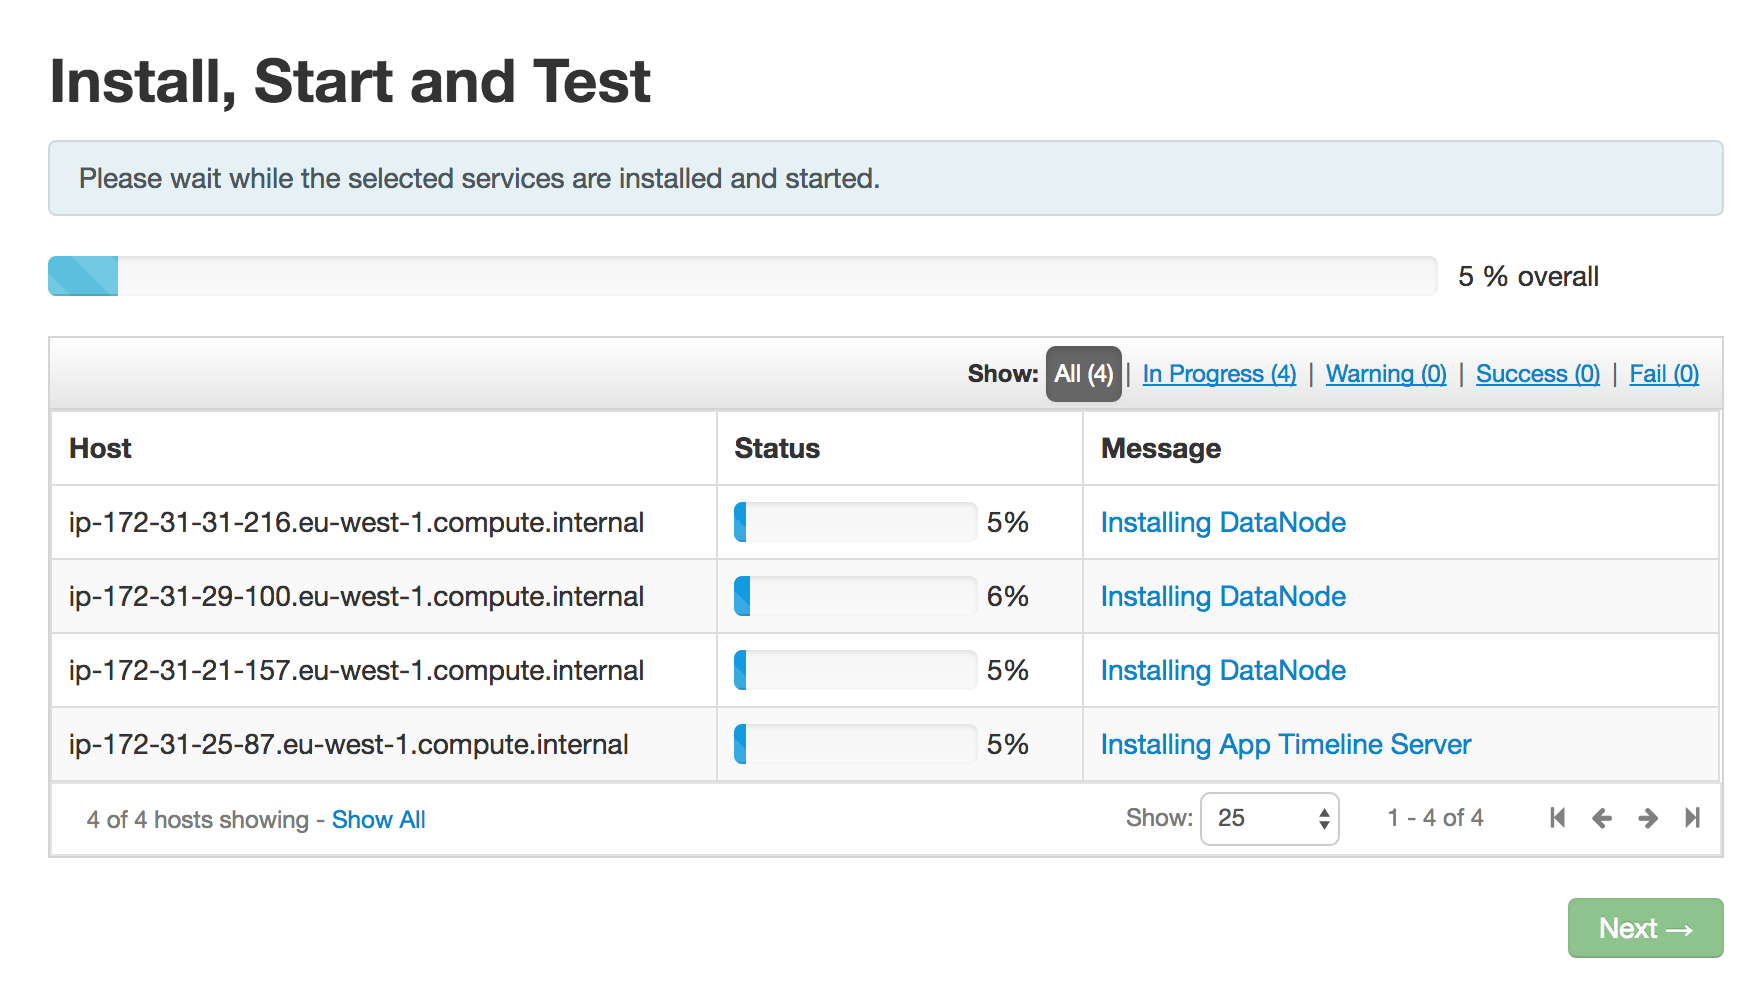 Install, Start and Test
Please wait while the selected services are installed and started.
5 % overall
Show: All (4) | In Progress (4) | Warning (0) | Success (0) | Fail (0)
Host Status Message
ip-172-31-31-216.eu-west-1.compute.internal 5% Installing DataNode
ip-172-31-29-100.eu-west-1.compute.internal 6% Installing DataNode
ip-172-31-21-157.eu-west-1.compute.internal 5% Installing DataNode
ip-172-31-25-87.eu-west-1.compute.internal 5% Installing App Timeline Server
4 of 4 hosts showing - Show All Show: 25 1 - 4 of 4
Next →